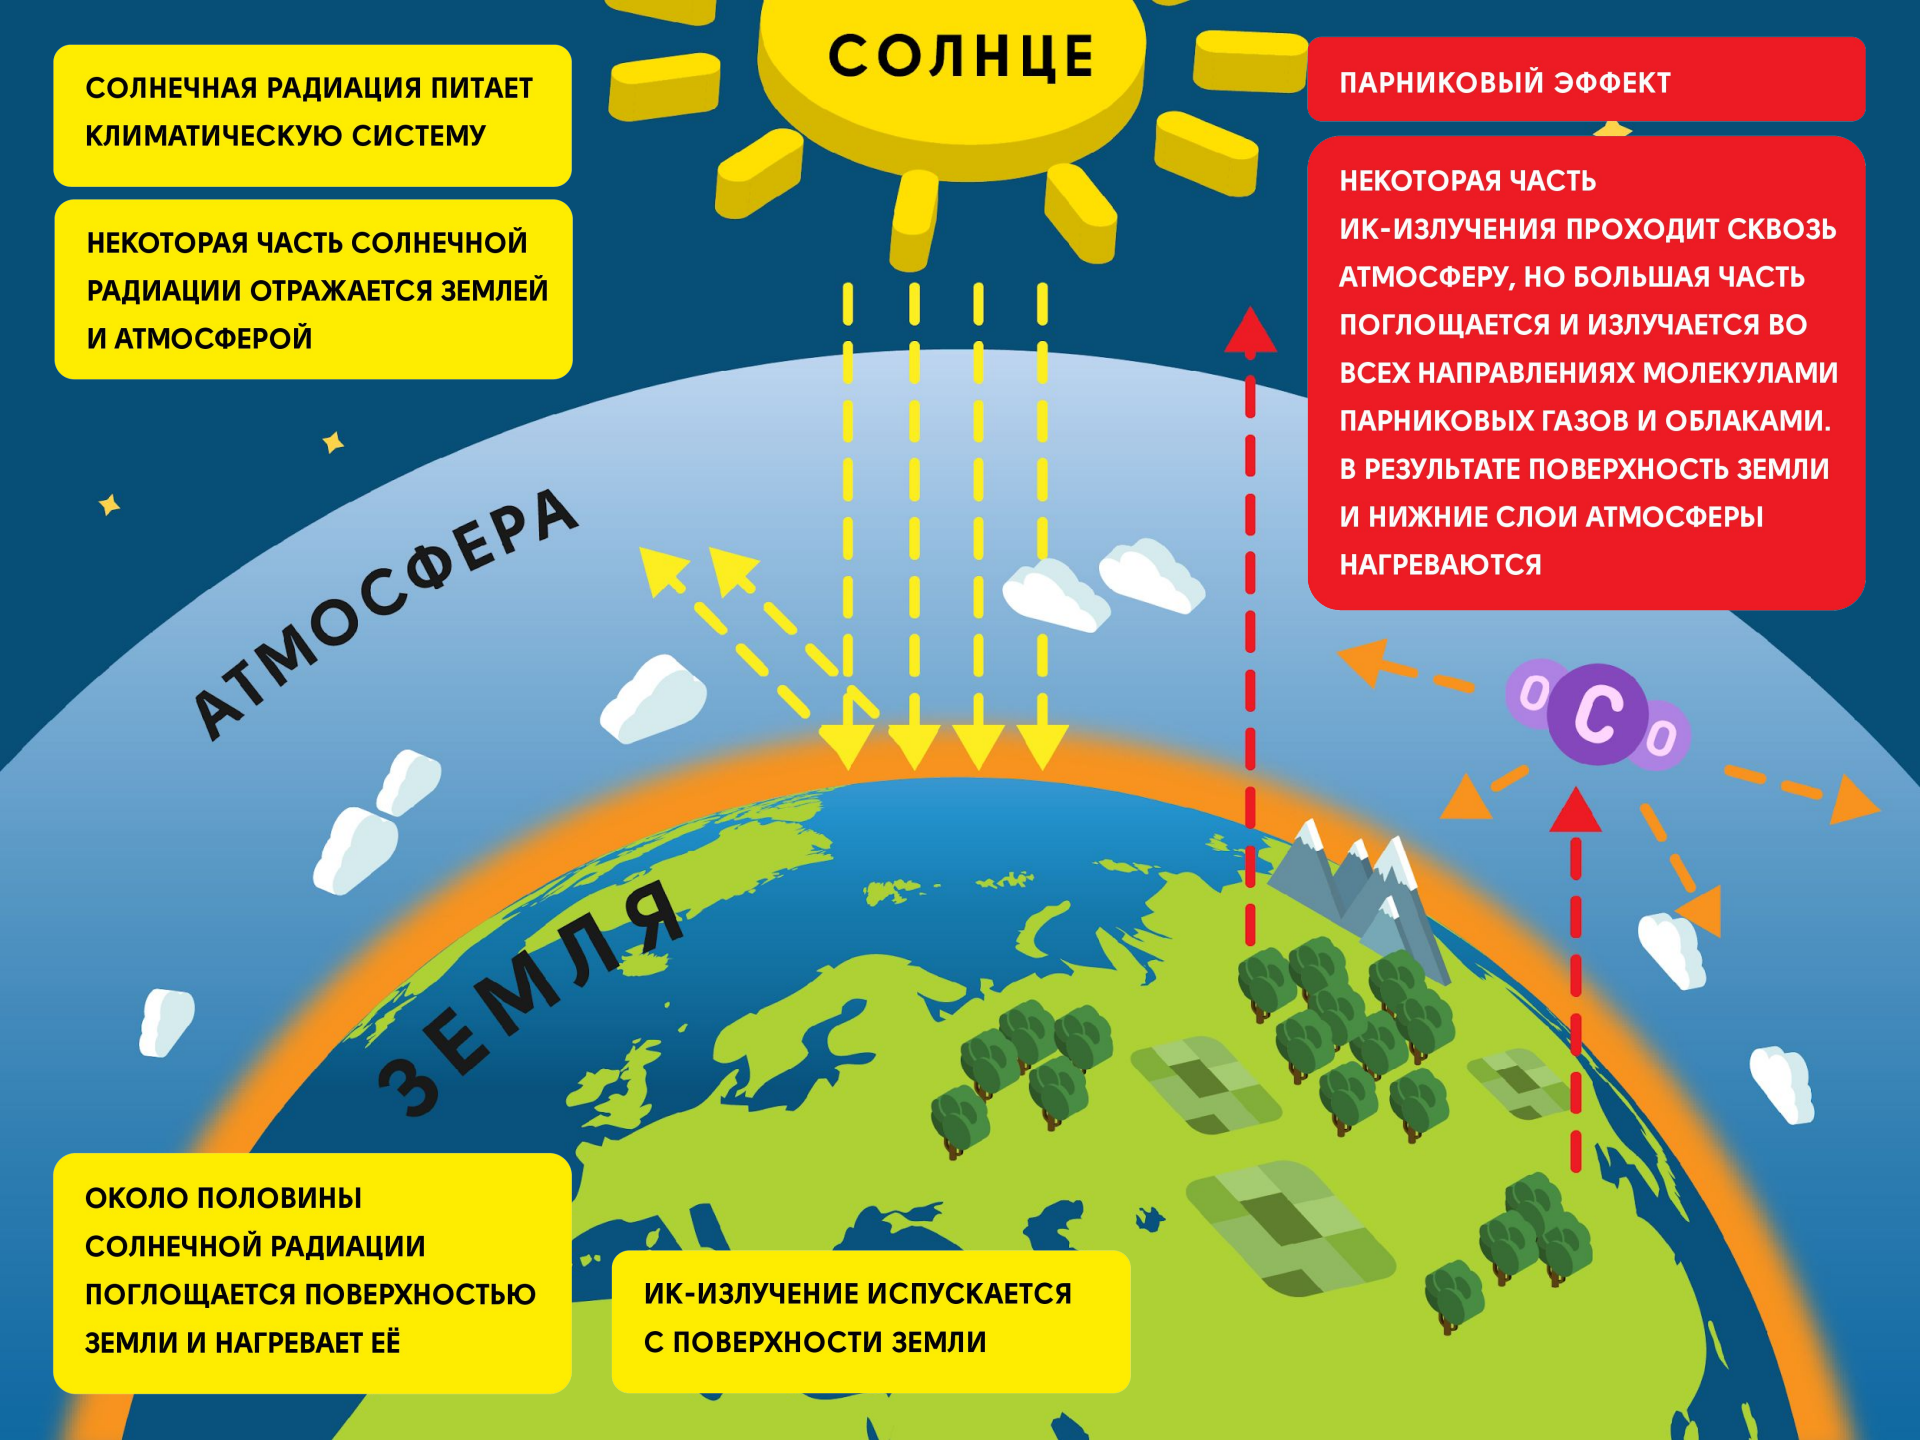 СОЛНЦЕ
СОЛНЕЧНАЯ РАДИАЦИЯ ПИТАЕТ
КЛИМАТИЧЕСКУЮ СИСТЕМУ
НЕКОТОРАЯ ЧАСТЬ СОЛНЕЧНОЙ
РАДИАЦИИ ОТРАЖАЕТСЯ ЗЕМЛЕЙ
И АТМОСФЕРОЙ
ПАРНИКОВЫЙ ЭФФЕКТ
НЕКОТОРАЯ ЧАСТЬ
ИК-ИЗЛУЧЕНИЯ ПРОХОДИТ СКВОЗЬ
АТМОСФЕРУ, НО БОЛЬШАЯ ЧАСТЬ
ПОГЛОЩАЕТСЯ И ИЗЛУЧАЕТСЯ ВО
ВСЕХ НАПРАВЛЕНИЯХ МОЛЕКУЛАМИ
ПАРНИКОВЫХ ГАЗОВ И ОБЛАКАМИ.
В РЕЗУЛЬТАТЕ ПОВЕРХНОСТЬ ЗЕМЛИ
И НИЖНИЕ СЛОИ АТМОСФЕРЫ
НАГРЕВАЮТСЯ
АТМОСФЕРА
O C O
ЗЕМЛЯ
ОКОЛО ПОЛОВИНЫ
СОЛНЕЧНОЙ РАДИАЦИИ
ПОГЛОЩАЕТСЯ ПОВЕРХНОСТЬЮ
ЗЕМЛИ И НАГРЕВАЕТ ЕЁ
ИК-ИЗЛУЧЕНИЕ ИСПУСКАЕТСЯ
С ПОВЕРХНОСТИ ЗЕМЛИ